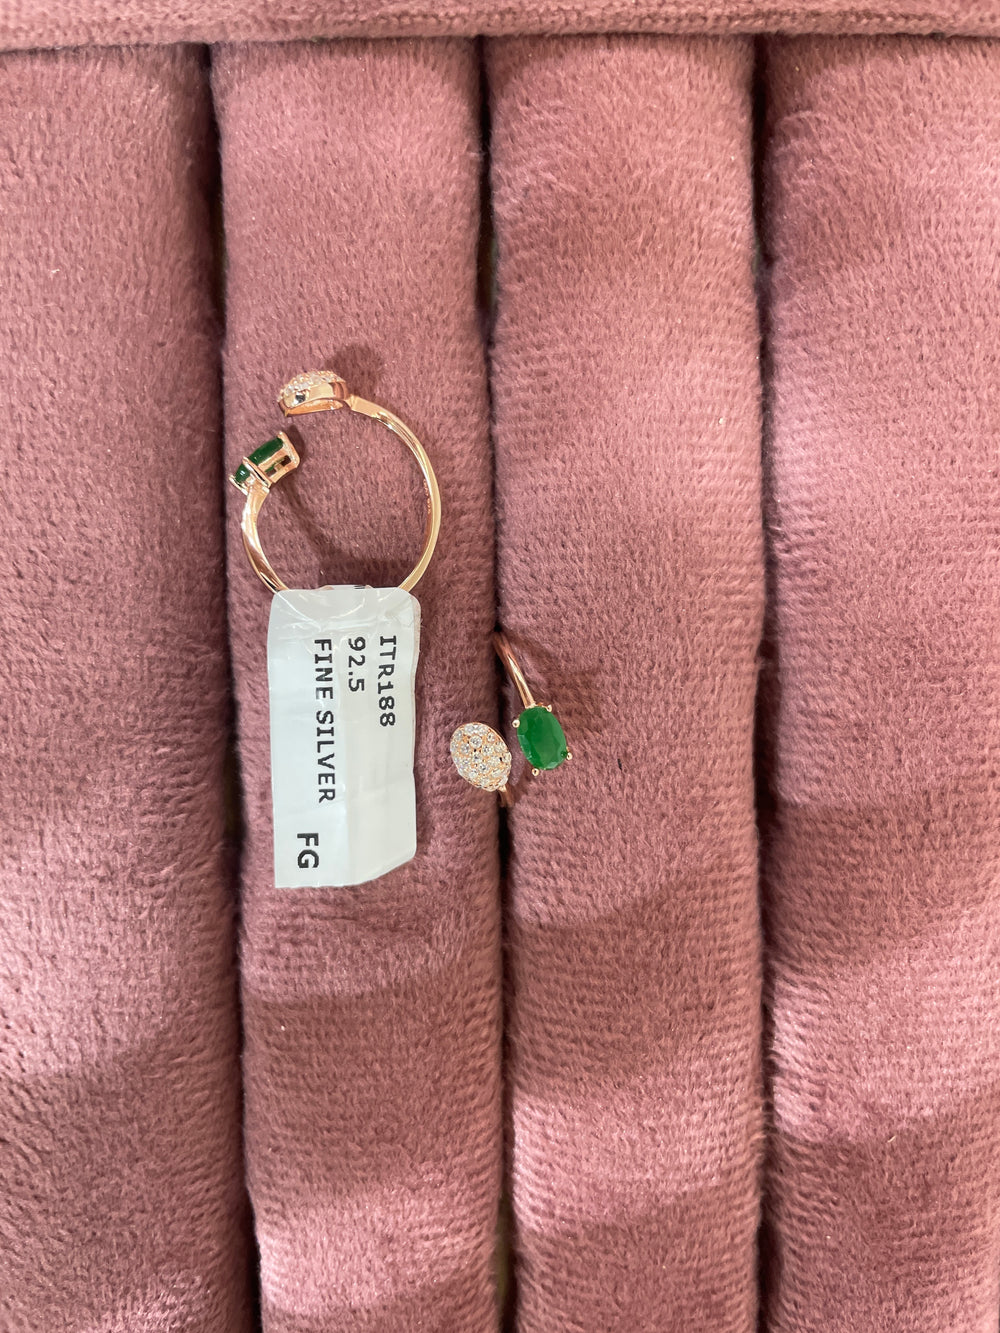 ITR188
92.5
FINE SILVER FG